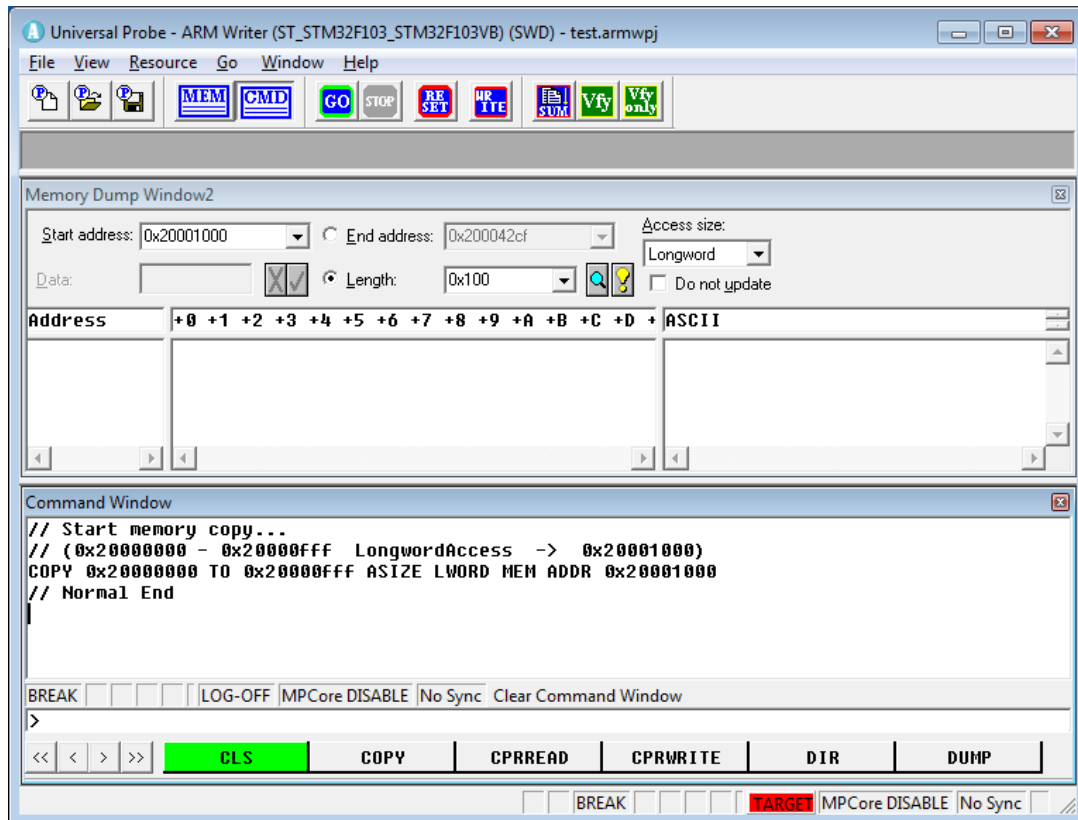 Universal Probe - ARM Writer (ST_STM32F103_STM32F103VB) (SWD) - test.armwpj
File View Resource Go Window Help
P P P MEM CMD GO STOP RE SET WR ITE SUM Vfy Vfy only
Memory Dump Window2
Start address: 0x20001000 End address: 0x200042cf Access size:
Longword
Data: Length: 0x100 Do not update
Address +0 +1 +2 +3 +4 +5 +6 +7 +8 +9 +A +B +C +D + ASCII
Command Window
// Start memory copy...
// (0x20000000 - 0x20000fff LongwordAccess -> 0x20001000)
COPY 0x20000000 TO 0x20000fff ASIZE LWORD MEM ADDR 0x20001000
// Normal End
BREAK LOG-OFF MPCore DISABLE No Sync Clear Command Window
>
<< < > >> CLS COPY CPRREAD CPRWRITE DIR DUMP
BREAK TARGET MPCore DISABLE No Sync